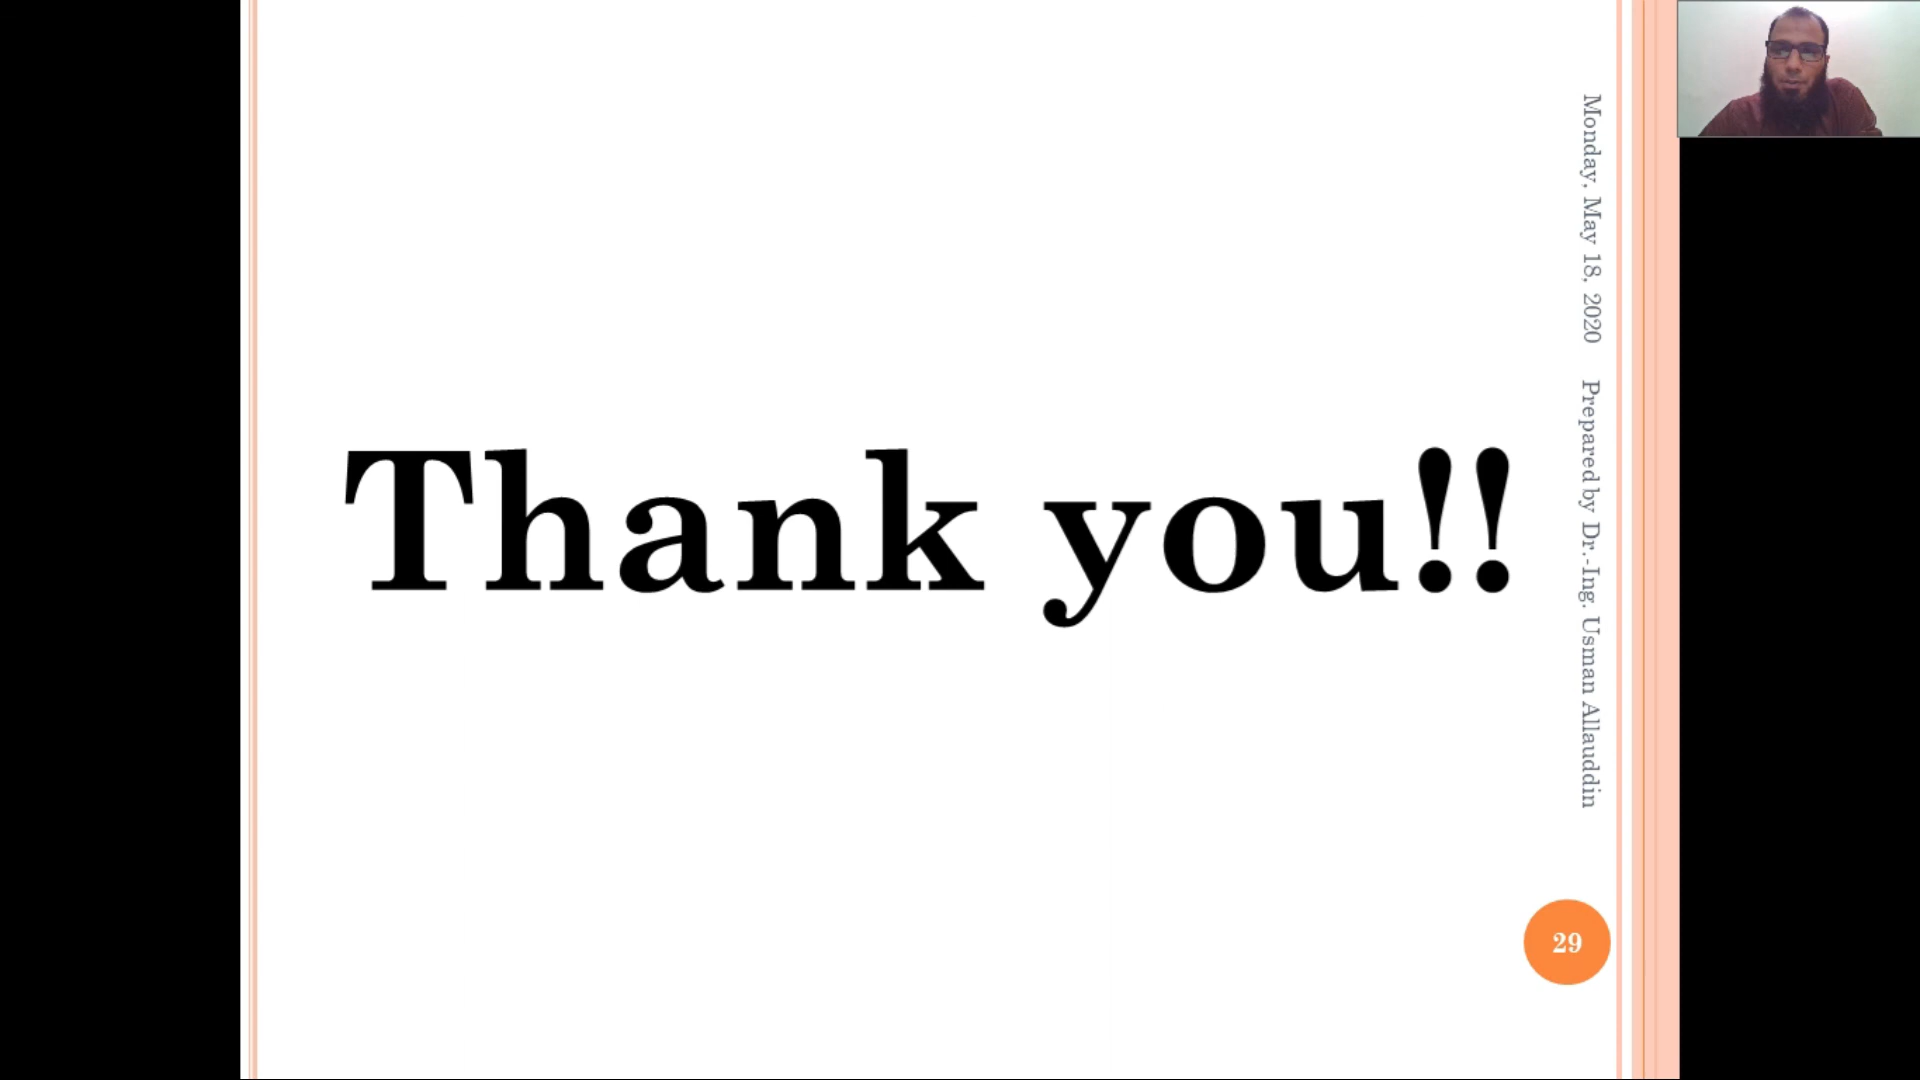 Thank you!!
Monday, May 18, 2020
Prepared by Dr.-Ing. Usman Allauddin
29